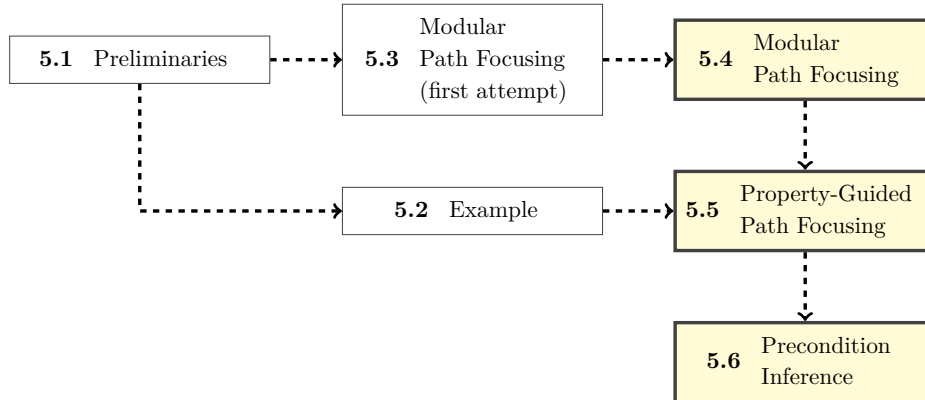 5.1 Preliminaries
5.3 Modular
Path Focusing
(first attempt)
5.4 Modular
Path Focusing
5.2 Example
5.5 Property-Guided
Path Focusing
5.6 Precondition
Inference